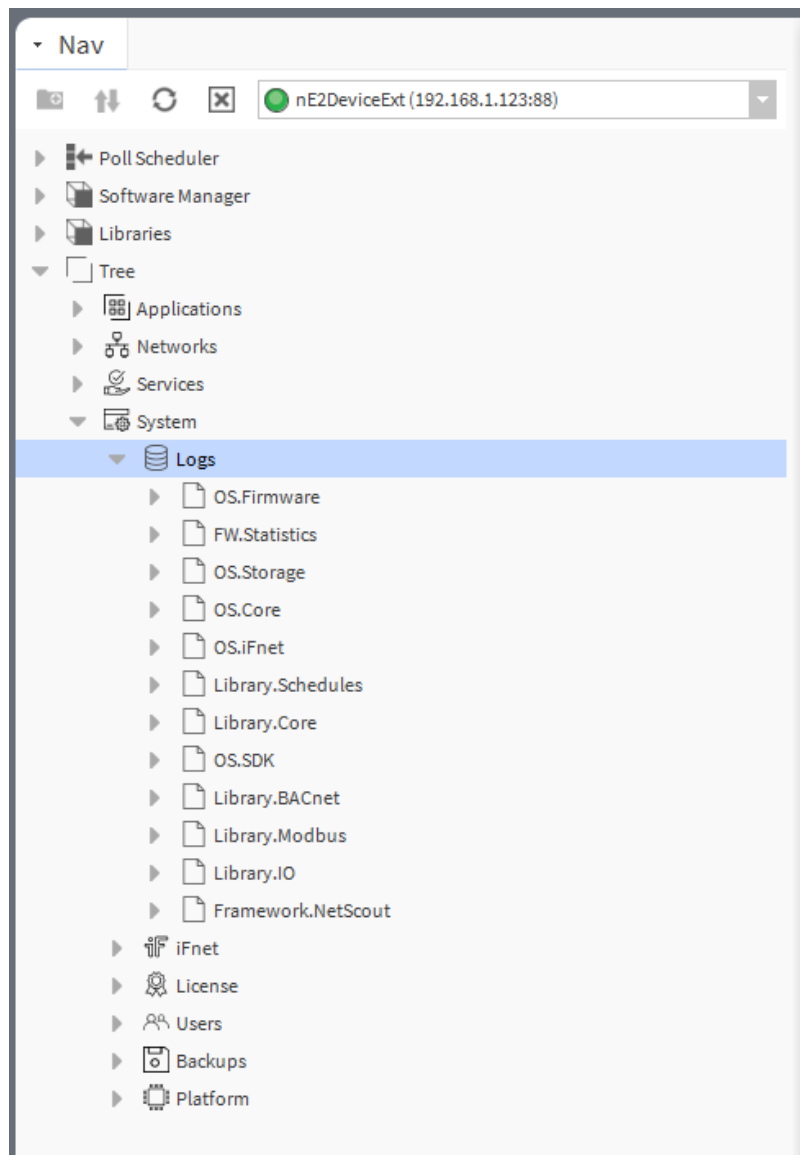 Nav
nE2DeviceExt (192.168.1.123:88)
Poll Scheduler
Software Manager
Libraries
Tree
Applications
Networks
Services
System
Logs
OS.Firmware
FW.Statistics
OS.Storage
OS.Core
OS.iFnet
Library.Schedules
Library.Core
OS.SDK
Library.BACnet
Library.Modbus
Library.IO
Framework.NetScout
iFnet
License
Users
Backups
Platform